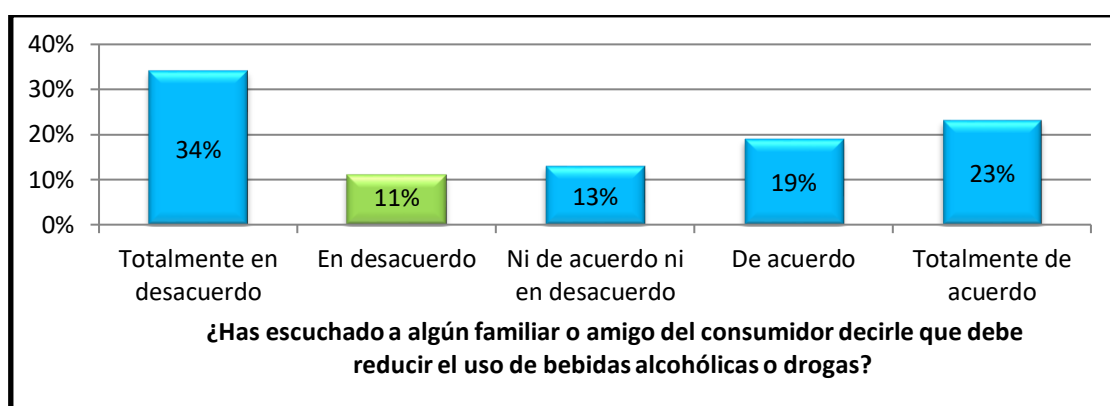 40%
30%
20%
10%
0%
34%
11%
13%
19%
23%
Totalmente en
desacuerdo
En desacuerdo
Ni de acuerdo ni
en desacuerdo
De acuerdo
Totalmente de
acuerdo
¿Has escuchado a algún familiar o amigo del consumidor decirle que debe
reducir el uso de bebidas alcohólicas o drogas?